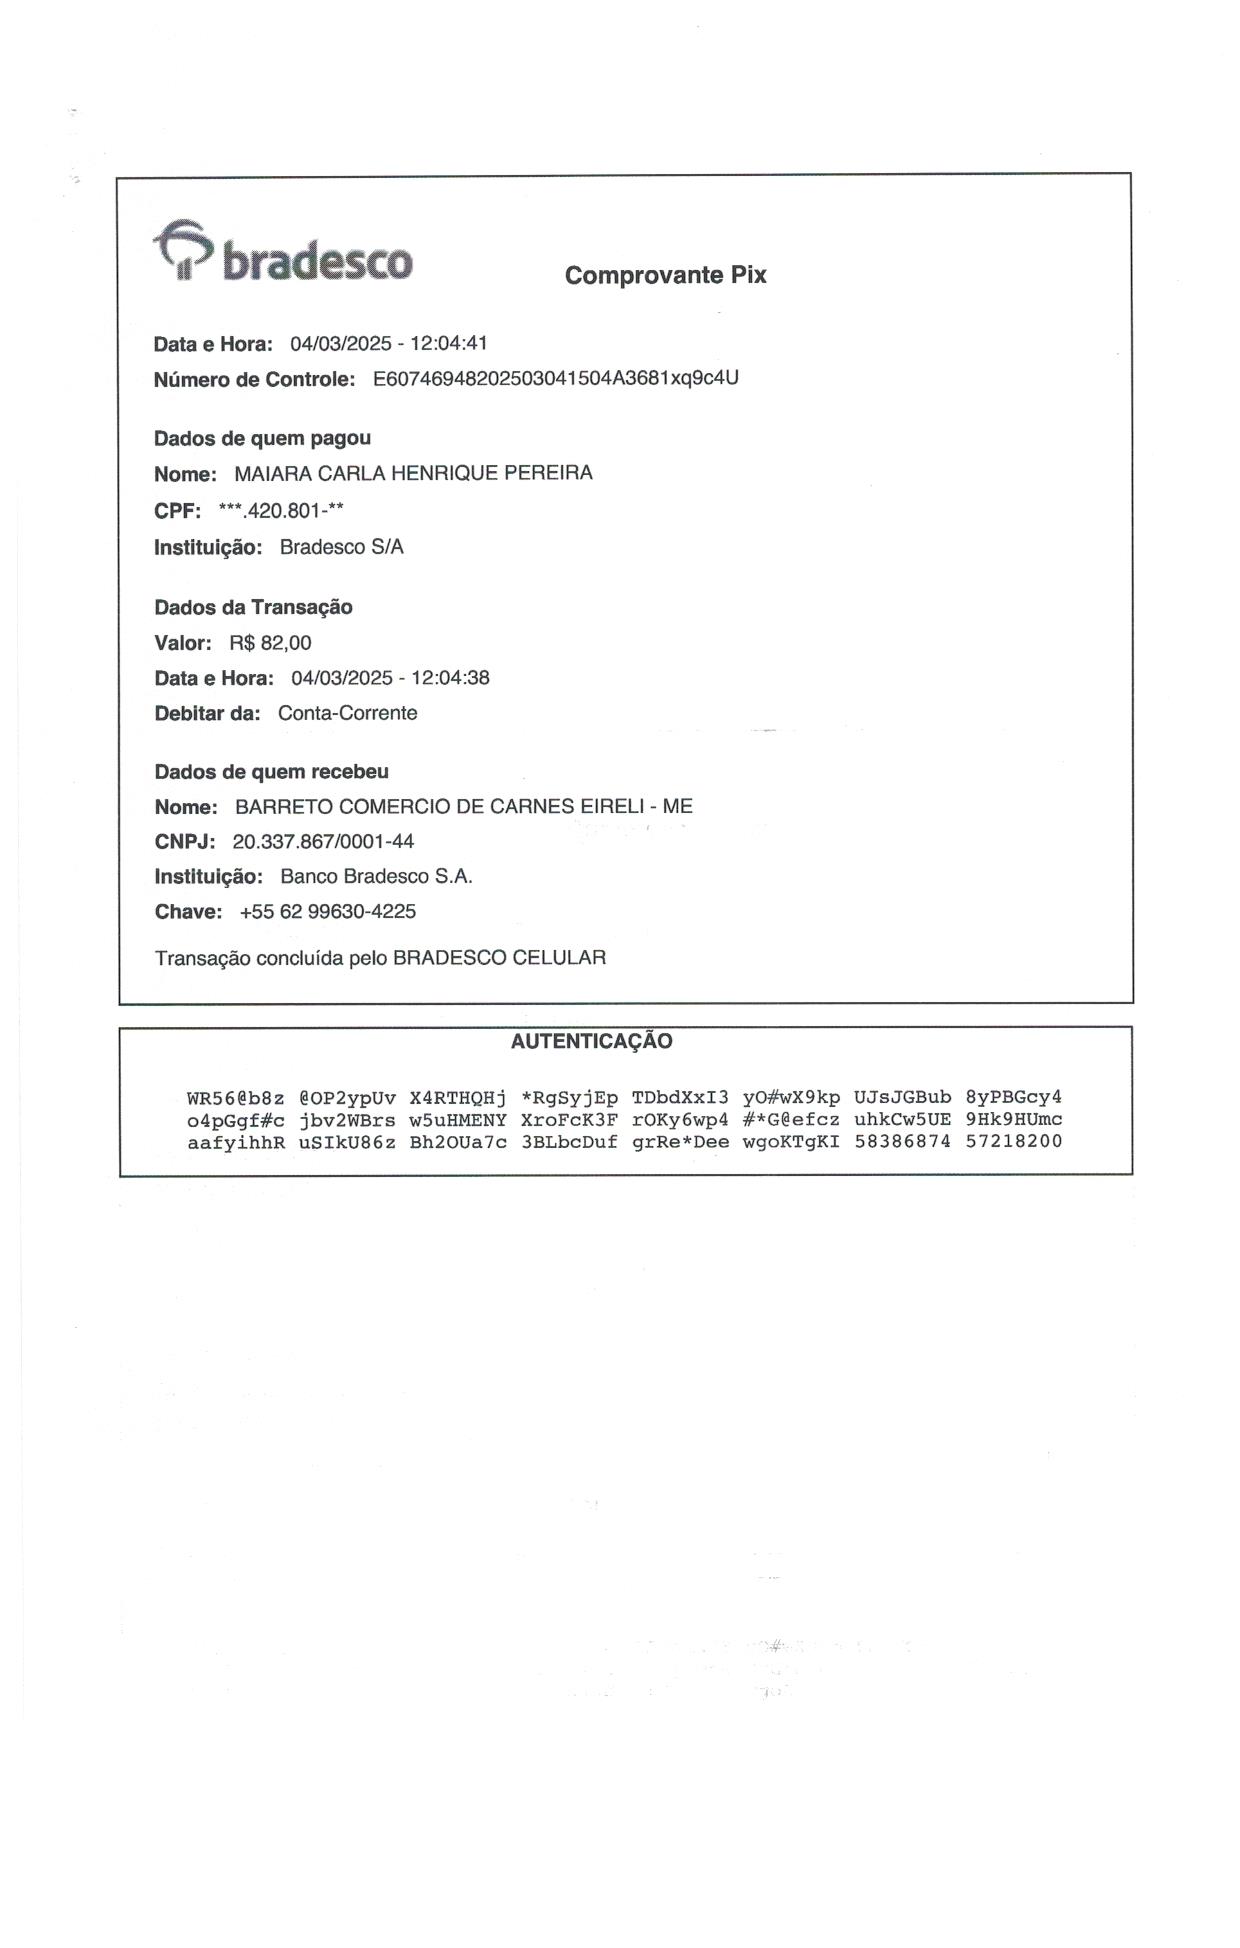 bradesco
Comprovante Pix
Data e Hora: 04/03/2025 - 12:04:41
Número de Controle: E60746948202503041504A3681xq9c4U
Dados de quem pagou
Nome: MAIARA CARLA HENRIQUE PEREIRA
CPF: ***.420.801-**
Instituição: Bradesco S/A
Dados da Transação
Valor: R$ 82,00
Data e Hora: 04/03/2025 - 12:04:38
Debitar da: Conta-Corrente
Dados de quem recebeu
Nome: BARRETO COMERCIO DE CARNES EIRELI - ME
CNPJ: 20.337.867/0001-44
Instituição: Banco Bradesco S.A.
Chave: +55 62 99630-4225
Transação concluída pelo BRADESCO CELULAR
AUTENTICAÇÃO
WR56@b8z @OP2ypUv X4RTHQHj *RgSyjEp TDbdXxI3 yO#wX9kp UJsJGBub 8yPBGcy4
o4pGgf#c jbv2WBrs w5uHMENY XroFcK3F rOKy6wp4 #*G@efcz uhkCw5UE 9Hk9HUmc
aafyihhR uSIkU86z Bh2OUa7c 3BLbcDuf grRe*Dee wgoKTgKI 58386874 57218200